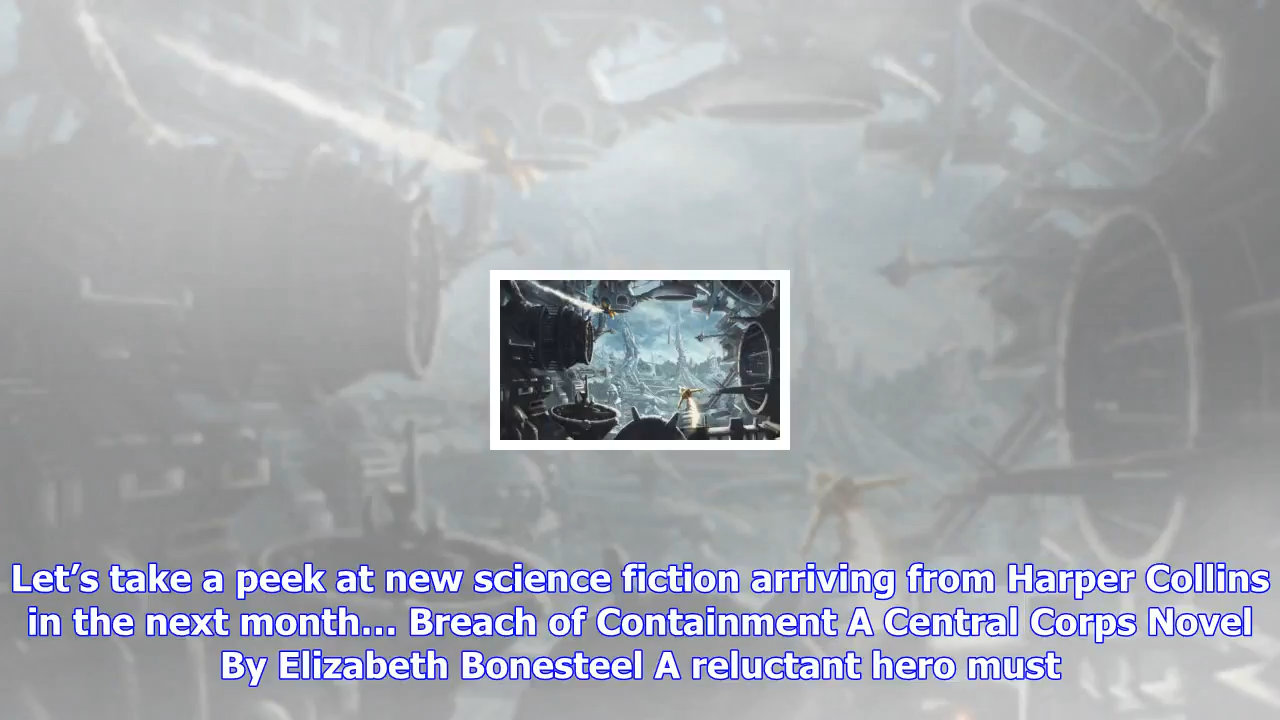 Let’s take a peek at new science fiction arriving from Harper Collins
in the next month... Breach of Containment A Central Corps Novel
By Elizabeth Bonesteel A reluctant hero must